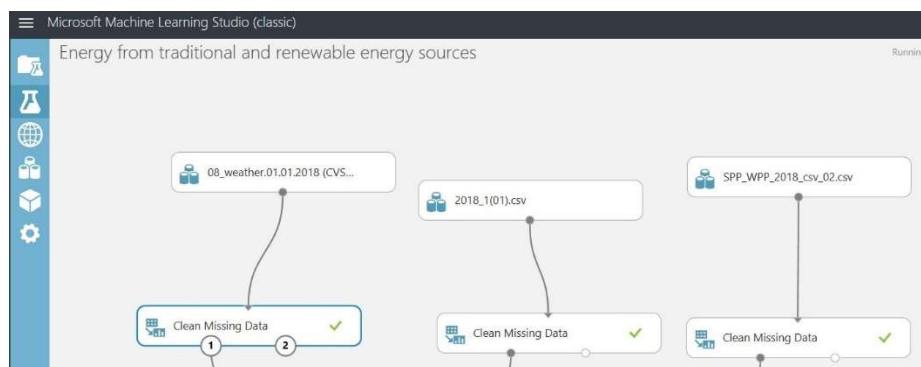 Microsoft Machine Learning Studio (classic)
Energy from traditional and renewable energy sources
Runnin
08_weather.01.01.2018 (CVS...
2018_1(01).csv
SPP_WPP_2018_csv_02.csv
Clean Missing Data
1
2
Clean Missing Data
Clean Missing Data